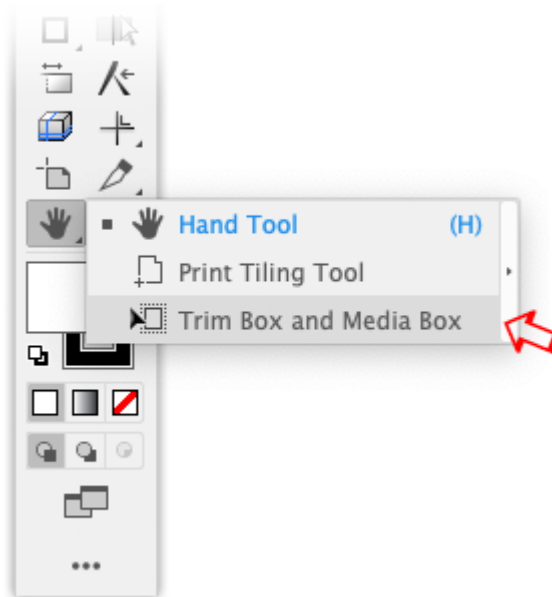 Hand Tool (H)
Print Tiling Tool
Trim Box and Media Box